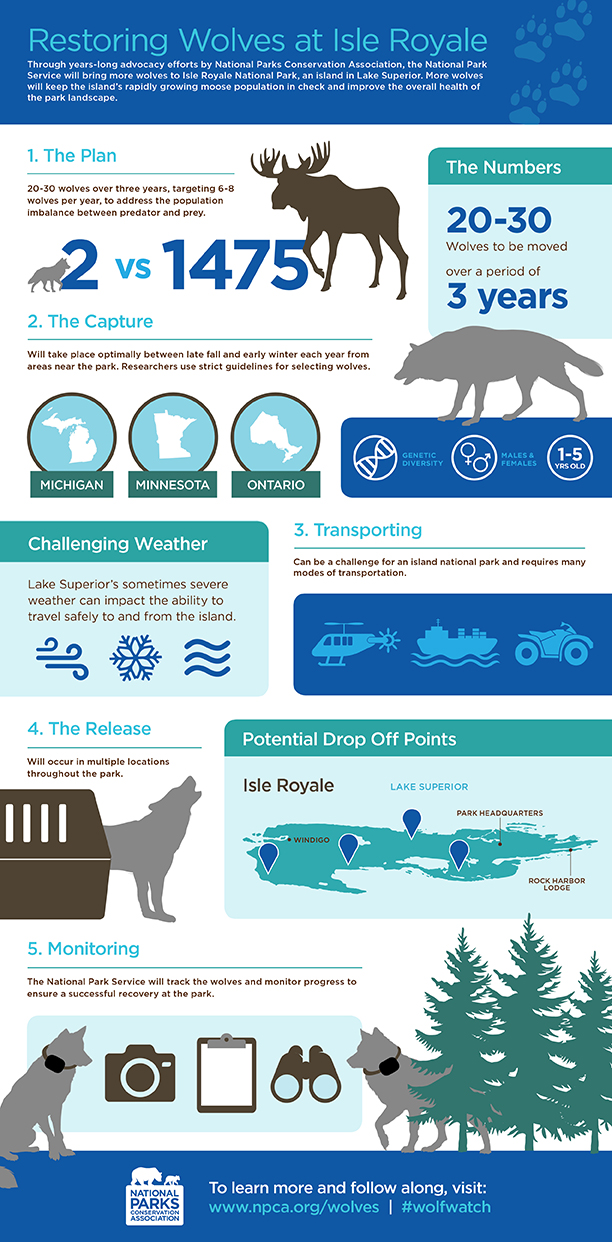 Restoring Wolves at Isle Royale
Through years-long advocacy efforts by National Parks Conservation Association, the National Park
Service will bring more wolves to Isle Royale National Park, an island in Lake Superior. More wolves
will keep the island's rapidly growing moose population in check and improve the overall health of
the park landscape.
1. The Plan
20-30 wolves over three years, targeting 6-8
wolves per year, to address the population
imbalance between predator and prey.
2 vs 1475
The Numbers
20-30
Wolves to be moved
over a period of
3 years
2. The Capture
Will take place optimally between late fall and early winter each year from
areas near the park. Researchers use strict guidelines for selecting wolves.
MICHIGAN
MINNESOTA
ONTARIO
GENETIC
DIVERSITY
MALES &
FEMALES
1-5
YRS OLD
Challenging Weather
Lake Superior's sometimes severe
weather can impact the ability to
travel safely to and from the island.
3. Transporting
Can be a challenge for an island national park and requires many
modes of transportation.
4. The Release
Will occur in multiple locations
throughout the park.
Potential Drop Off Points
Isle Royale
LAKE SUPERIOR
PARK HEADQUARTERS
WINDIGO
ROCK HARBOR
LODGE
5. Monitoring
The National Park Service will track the wolves and monitor progress to
ensure a successful recovery at the park.
NATIONAL
PARKS
CONSERVATION
ASSOCIATION
To learn more and follow along, visit:
www.npca.org/wolves | #wolfwatch